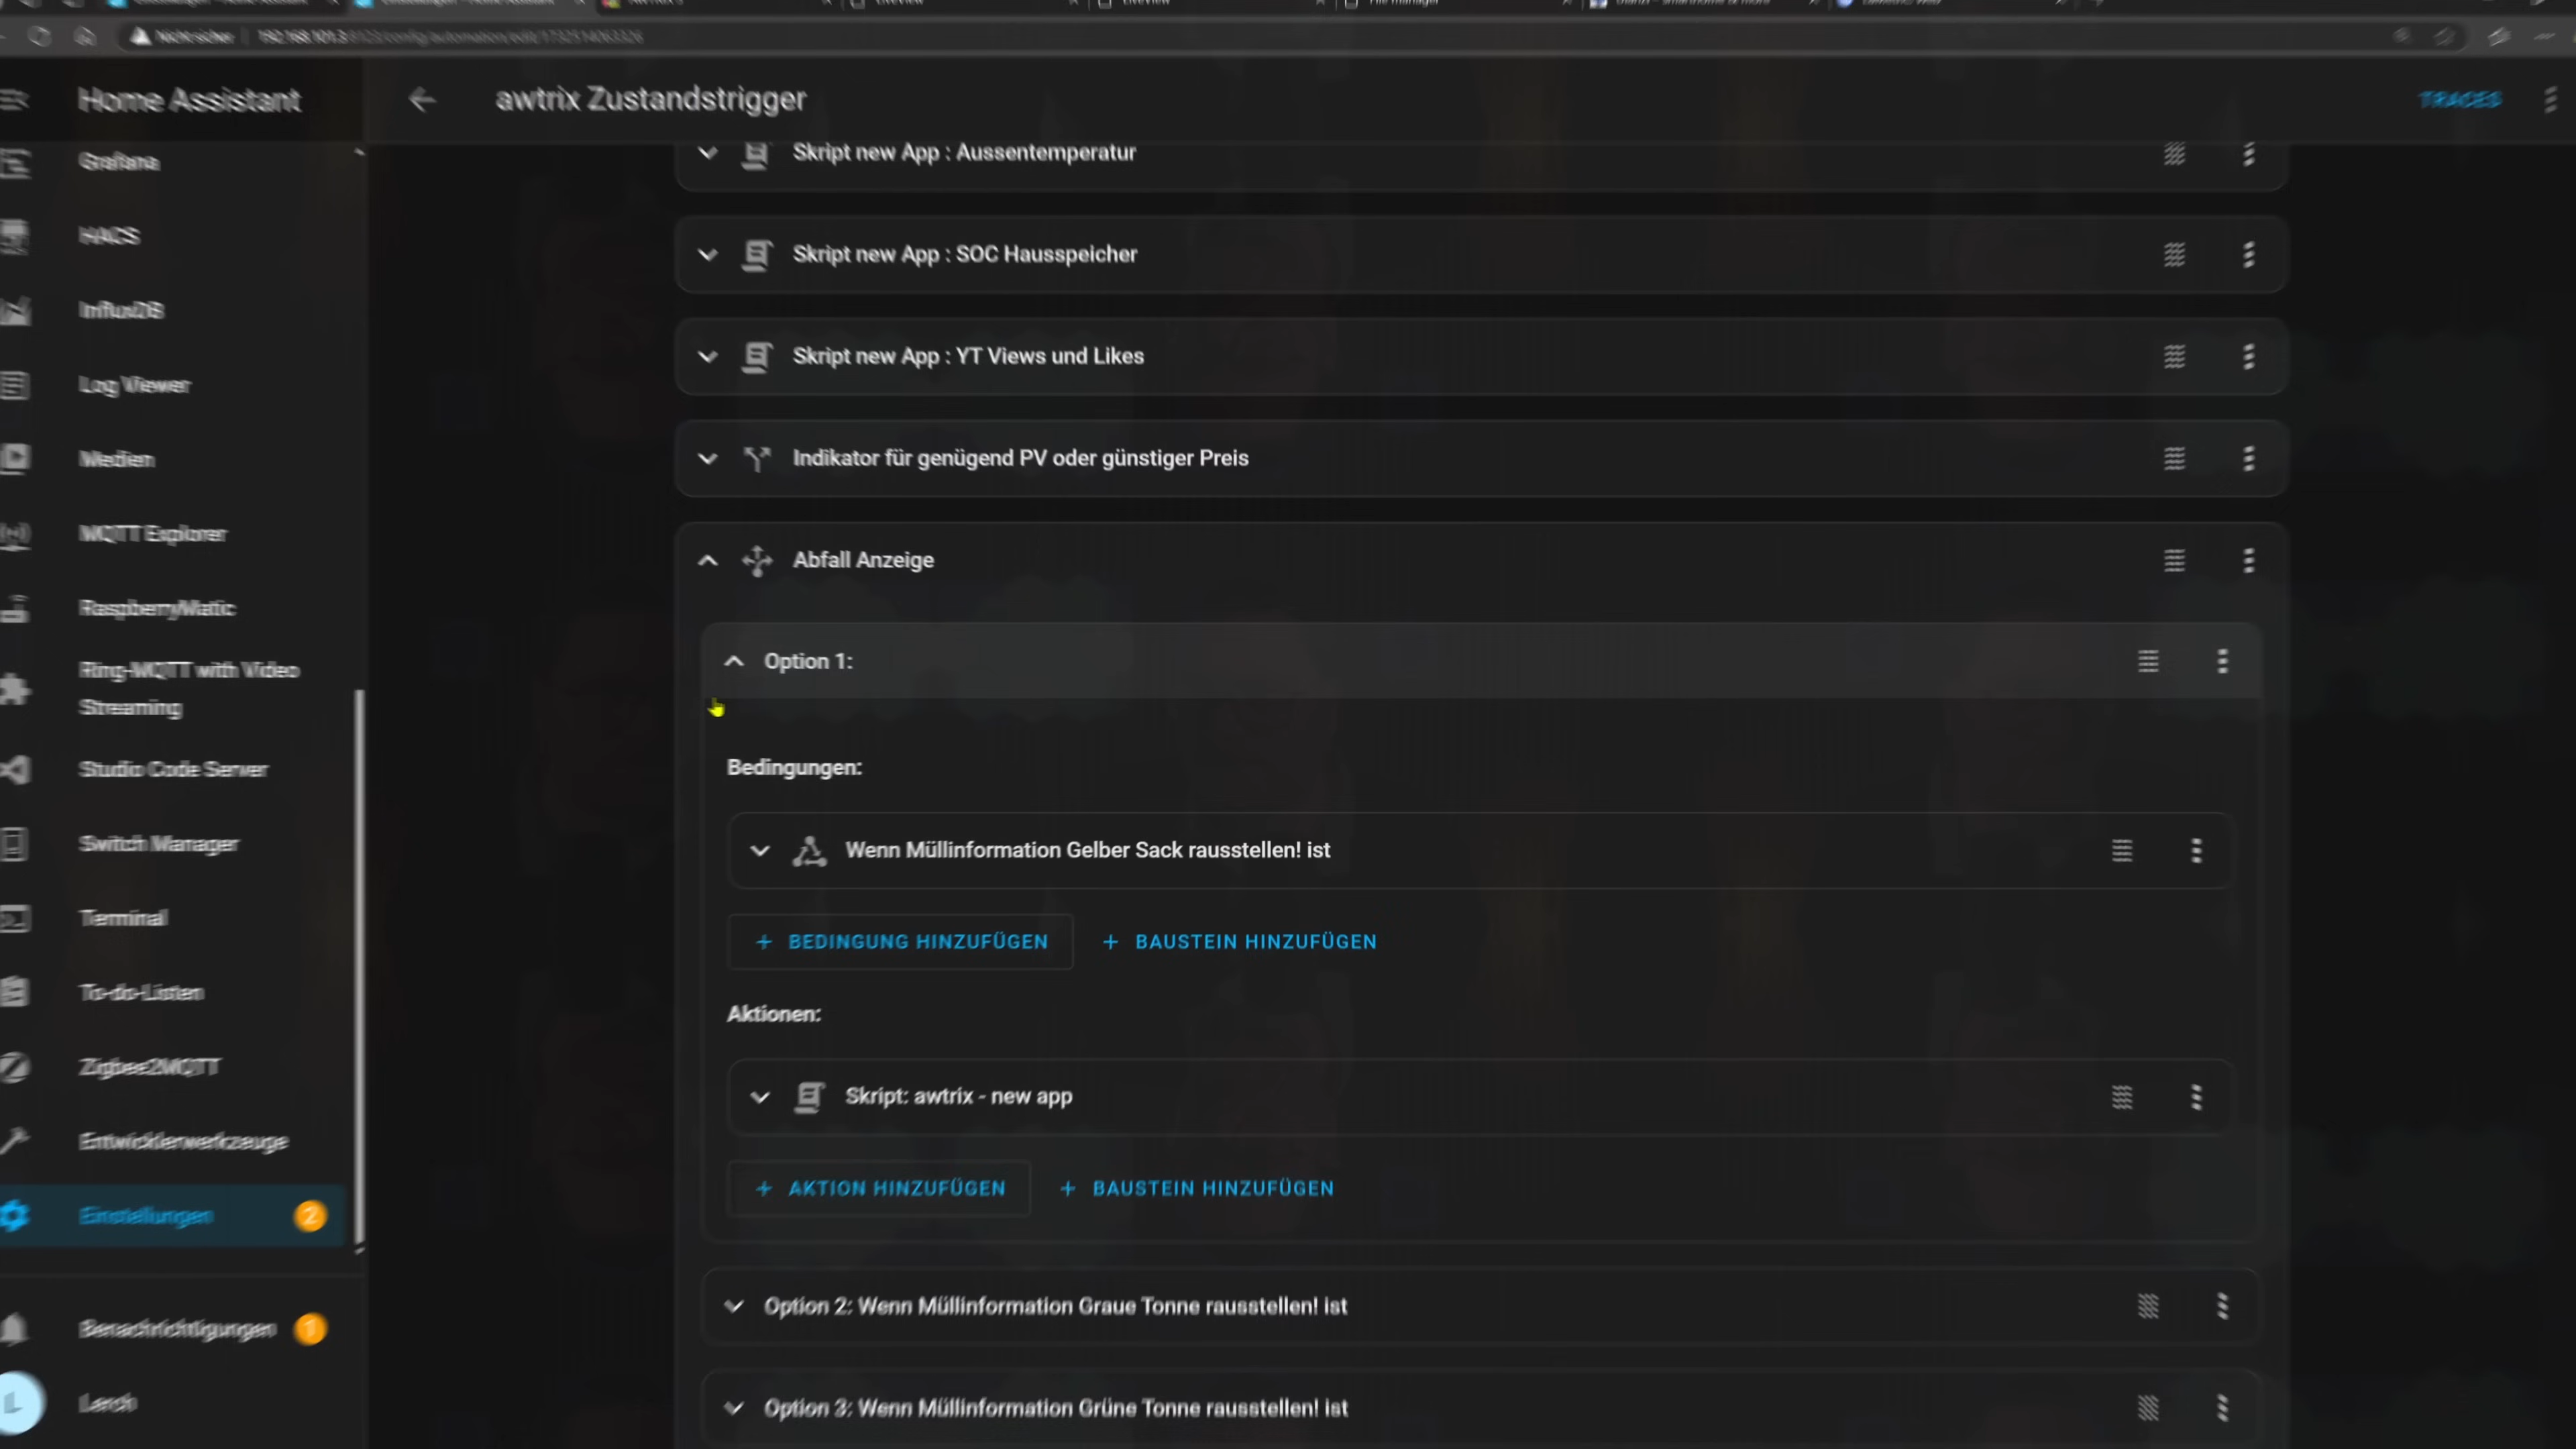 Nicht sicher
Home Assistant
awtrix Zustandstrigger
TRACES
Grafana
HACS
InfluxDB
Log Viewer
Medien
MQTT Explorer
RaspberryMatic
Ring-MQTT with Video
Streaming
Studio Code Server
Switch Manager
Terminal
To-do-Listen
Zigbee2MQTT
Entwicklerwerkzeuge
Einstellungen
2
Benachrichtigungen
1
L
Lerch
Skript new App : Aussentemperatur
Skript new App : SOC Hausspeicher
Skript new App : YT Views und Likes
Indikator für genügend PV oder günstiger Preis
Abfall Anzeige
Option 1:
Bedingungen:
Wenn Müllinformation Gelber Sack rausstellen! ist
+ BEDINGUNG HINZUFÜGEN + BAUSTEIN HINZUFÜGEN
Aktionen:
Skript: awtrix - new app
+ AKTION HINZUFÜGEN + BAUSTEIN HINZUFÜGEN
Option 2: Wenn Müllinformation Graue Tonne rausstellen! ist
Option 3: Wenn Müllinformation Grüne Tonne rausstellen! ist